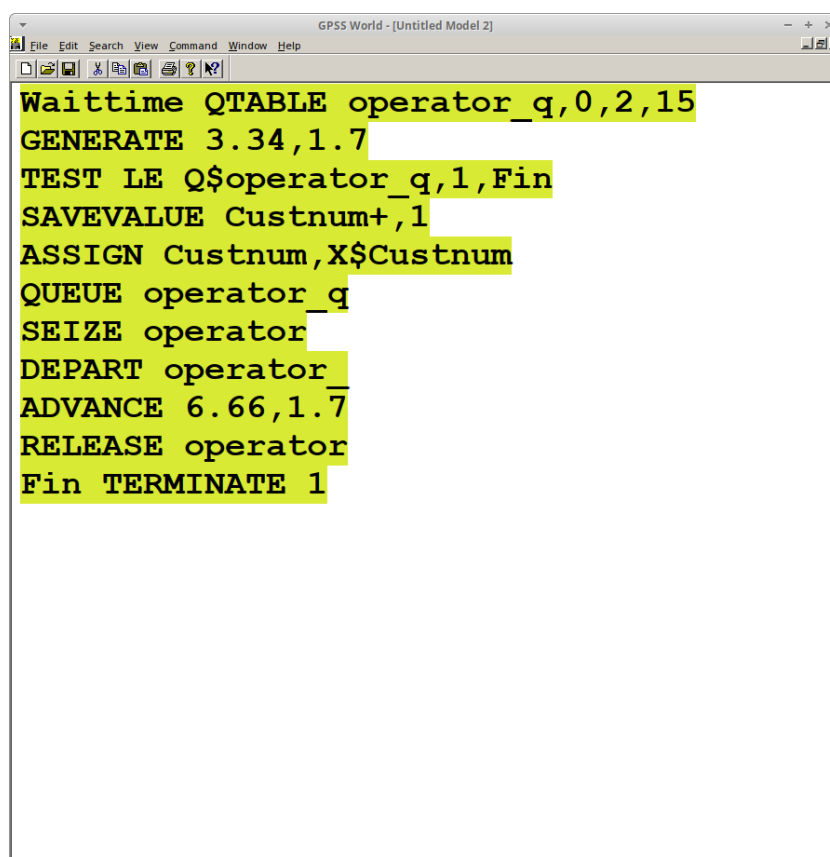 GPSS World - [Untitled Model 2]
File Edit Search View Command Window Help
Waittime QTABLE operator_q,0,2,15
GENERATE 3.34,1.7
TEST LE Q$operator_q,1,Fin
SAVEVALUE Custnum+,1
ASSIGN Custnum,X$Custnum
QUEUE operator_q
SEIZE operator
DEPART operator_
ADVANCE 6.66,1.7
RELEASE operator
Fin TERMINATE 1